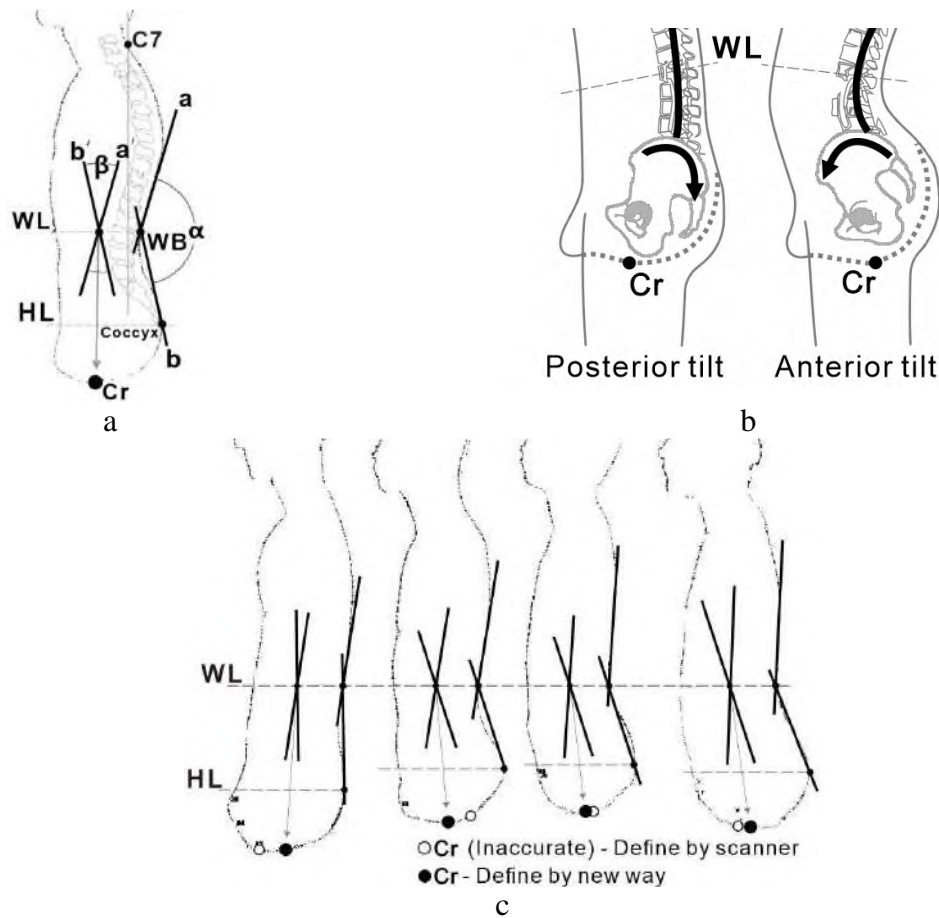 C7
a
b' β a'
WL
WB α
HL
Coccyx
b
Cr
a
WL
Cr
Cr
Posterior tilt
Anterior tilt
b
WL
HL
Cr (Inaccurate) - Define by scanner
Cr - Define by new way
c